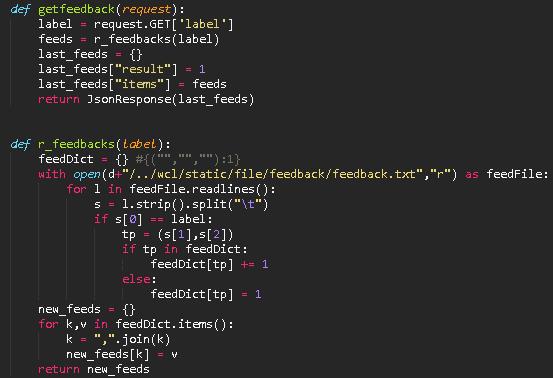 def getfeedback(request):
    label = request.GET['label']
    feeds = r_feedbacks(label)
    last_feeds = {}
    last_feeds["result"] = 1
    last_feeds["items"] = feeds
    return JsonResponse(last_feeds)
def r_feedbacks(label):
    feedDict = {} #{("","",""):1}
    with open(d+"/../wcl/static/file/feedback/feedback.txt","r") as feedFile:
        for l in feedFile.readlines():
            s = l.strip().split("\t")
            if s[0] == label:
                tp = (s[1],s[2])
                if tp in feedDict:
                    feedDict[tp] += 1
                else:
                    feedDict[tp] = 1
    new_feeds = {}
    for k,v in feedDict.items():
        k = ",".join(k)
        new_feeds[k] = v
    return new_feeds